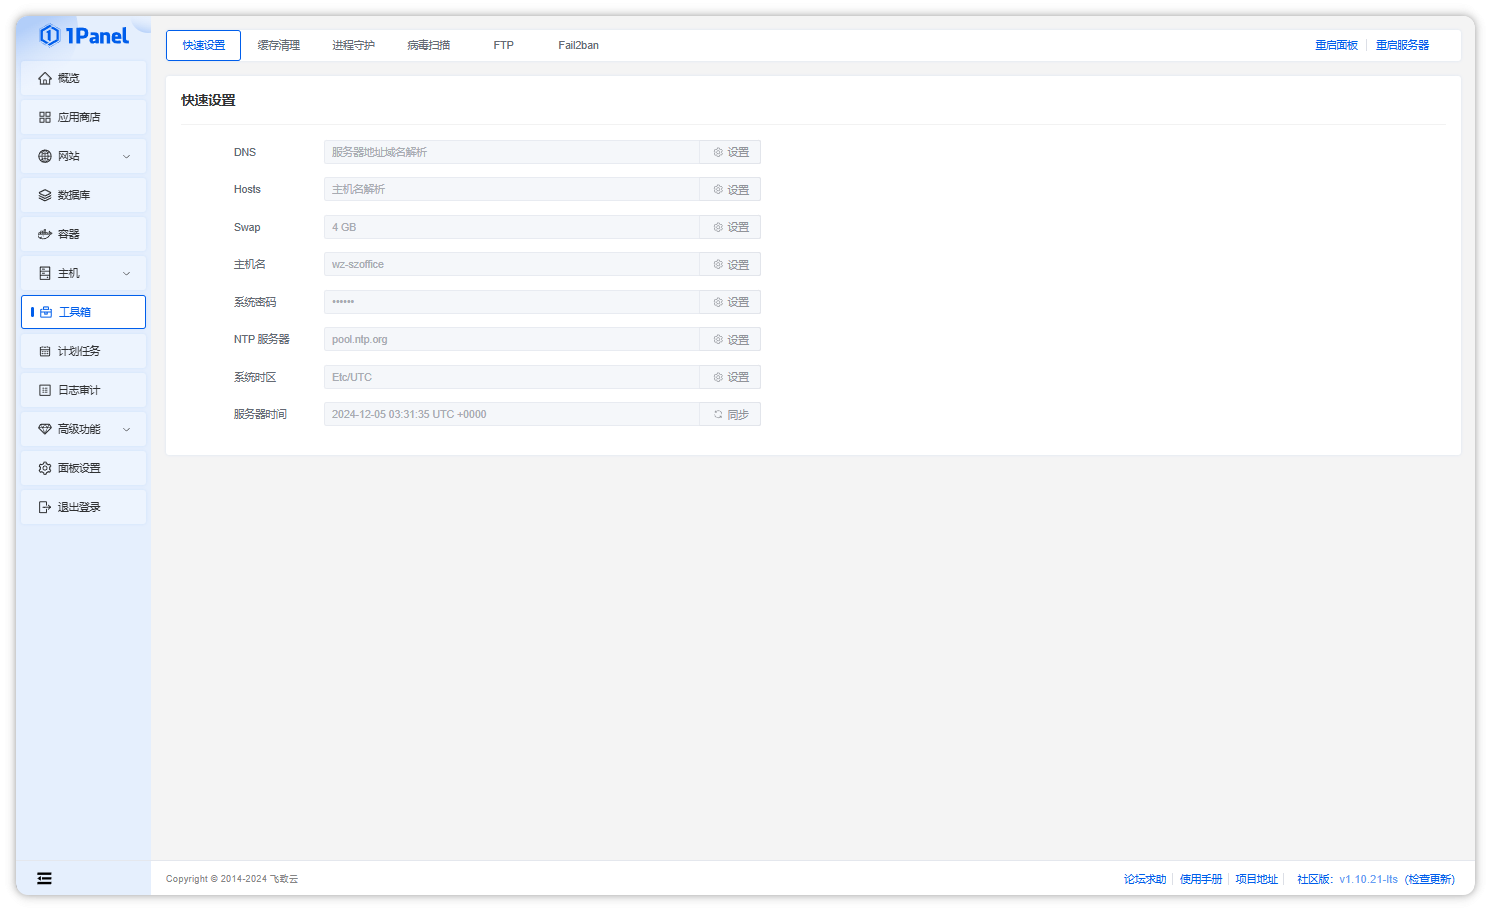 1Panel
概览
应用商店
网站
数据库
容器
主机
工具箱
计划任务
日志审计
高级功能
面板设置
退出登录
快速设置 缓存清理 进程守护 病毒扫描 FTP Fail2ban 重启面板 重启服务器
快速设置
DNS 服务器地址域名解析 设置
Hosts 主机名解析 设置
Swap 4 GB 设置
主机名 wz-szoffice 设置
系统密码 •••••• 设置
NTP 服务器 pool.ntp.org 设置
系统时区 Etc/UTC 设置
服务器时间 2024-12-05 03:31:35 UTC +0000 同步
Copyright © 2014-2024 飞致云 论坛求助 使用手册 项目地址 社区版: v1.10.21-lts (检查更新)